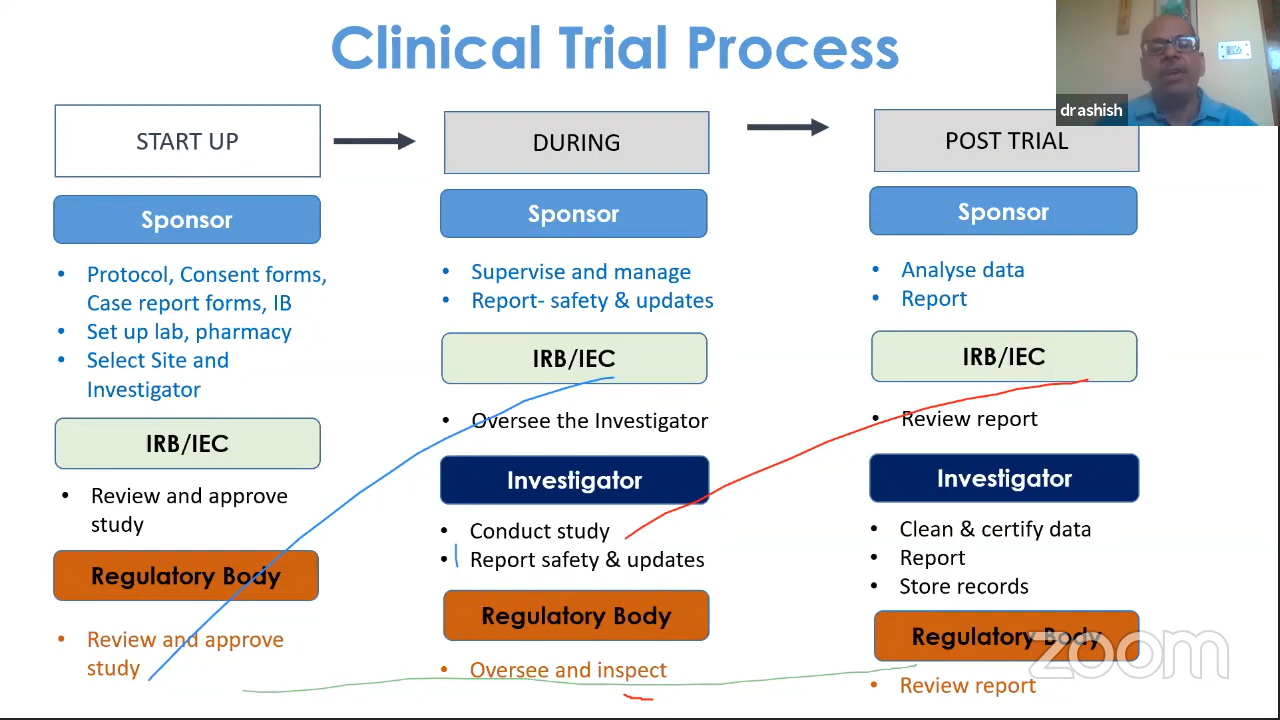 Clinical Trial Process
drashish
START UP
Sponsor
• Protocol, Consent forms,
Case report forms, IB
• Set up lab, pharmacy
• Select Site and
Investigator
IRB/IEC
• Review and approve
study
Regulatory Body
• Review and approve
study
DURING
Sponsor
• Supervise and manage
• Report- safety & updates
IRB/IEC
• Oversee the Investigator
Investigator
• Conduct study
• Report safety & updates
Regulatory Body
• Oversee and inspect
POST TRIAL
Sponsor
• Analyse data
• Report
IRB/IEC
• Review report
Investigator
• Clean & certify data
• Report
• Store records
Regulatory Body
• Review report
zoom